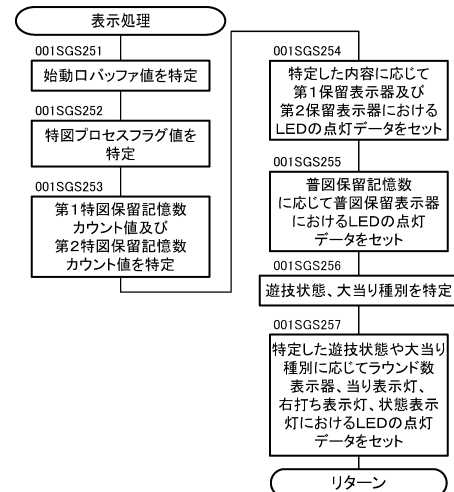 表示処理
001SGS251
始動口バッファ値を特定
001SGS252
特図プロセスフラグ値を
特定
001SGS253
第1特図保留記憶数
カウント値及び
第2特図保留記憶数
カウント値を特定
001SGS254
特定した内容に応じて
第1保留表示器及び
第2保留表示器における
LEDの点灯データをセット
001SGS255
普図保留記憶数
に応じて普図保留表示器
におけるLEDの点灯
データをセット
001SGS256
遊技状態、大当り種別を特定
001SGS257
特定した遊技状態や大当り
種別に応じてラウンド数
表示器、当り表示灯、
右打ち表示灯、状態表示
灯におけるLEDの点灯
データをセット
リターン